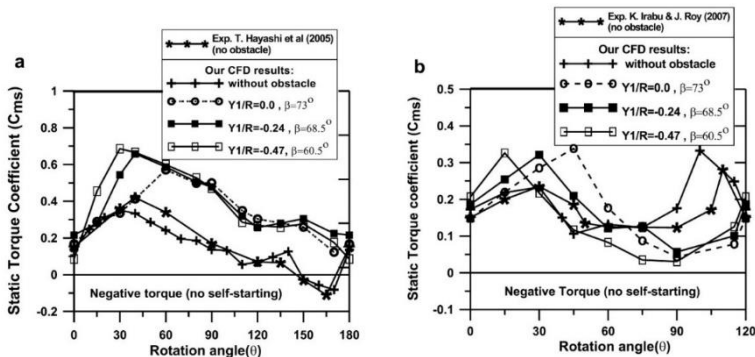 Exp. T. Hayashi et al (2005)
(no obstacle)
Our CFD results:
without obstacle
Y1/R=0.0 , β=73°
Y1/R=-0.24 , β=68.5°
Y1/R=-0.47 , β=60.5°
a
Static Torque Coefficient (Cms)
1
0.8
0.6
0.4
0.2
0
-0.2
Negative torque (no self-starting)
0 30 60 90 120 150 180
Rotation angle(θ)
Exp. K. Irabu & J. Roy (2007)
(no obstacle)
Our CFD results:
without obstacle
Y1/R=0.0 , β=73°
Y1/R=-0.24 , β=68.5°
Y1/R=-0.47 , β=60.5°
b
Static Torque Coefficient (Cms)
0.5
0.4
0.3
0.2
0.1
0
-0.1
Negative Torque (no self-starting)
0 30 60 90 120
Rotation angle(θ)